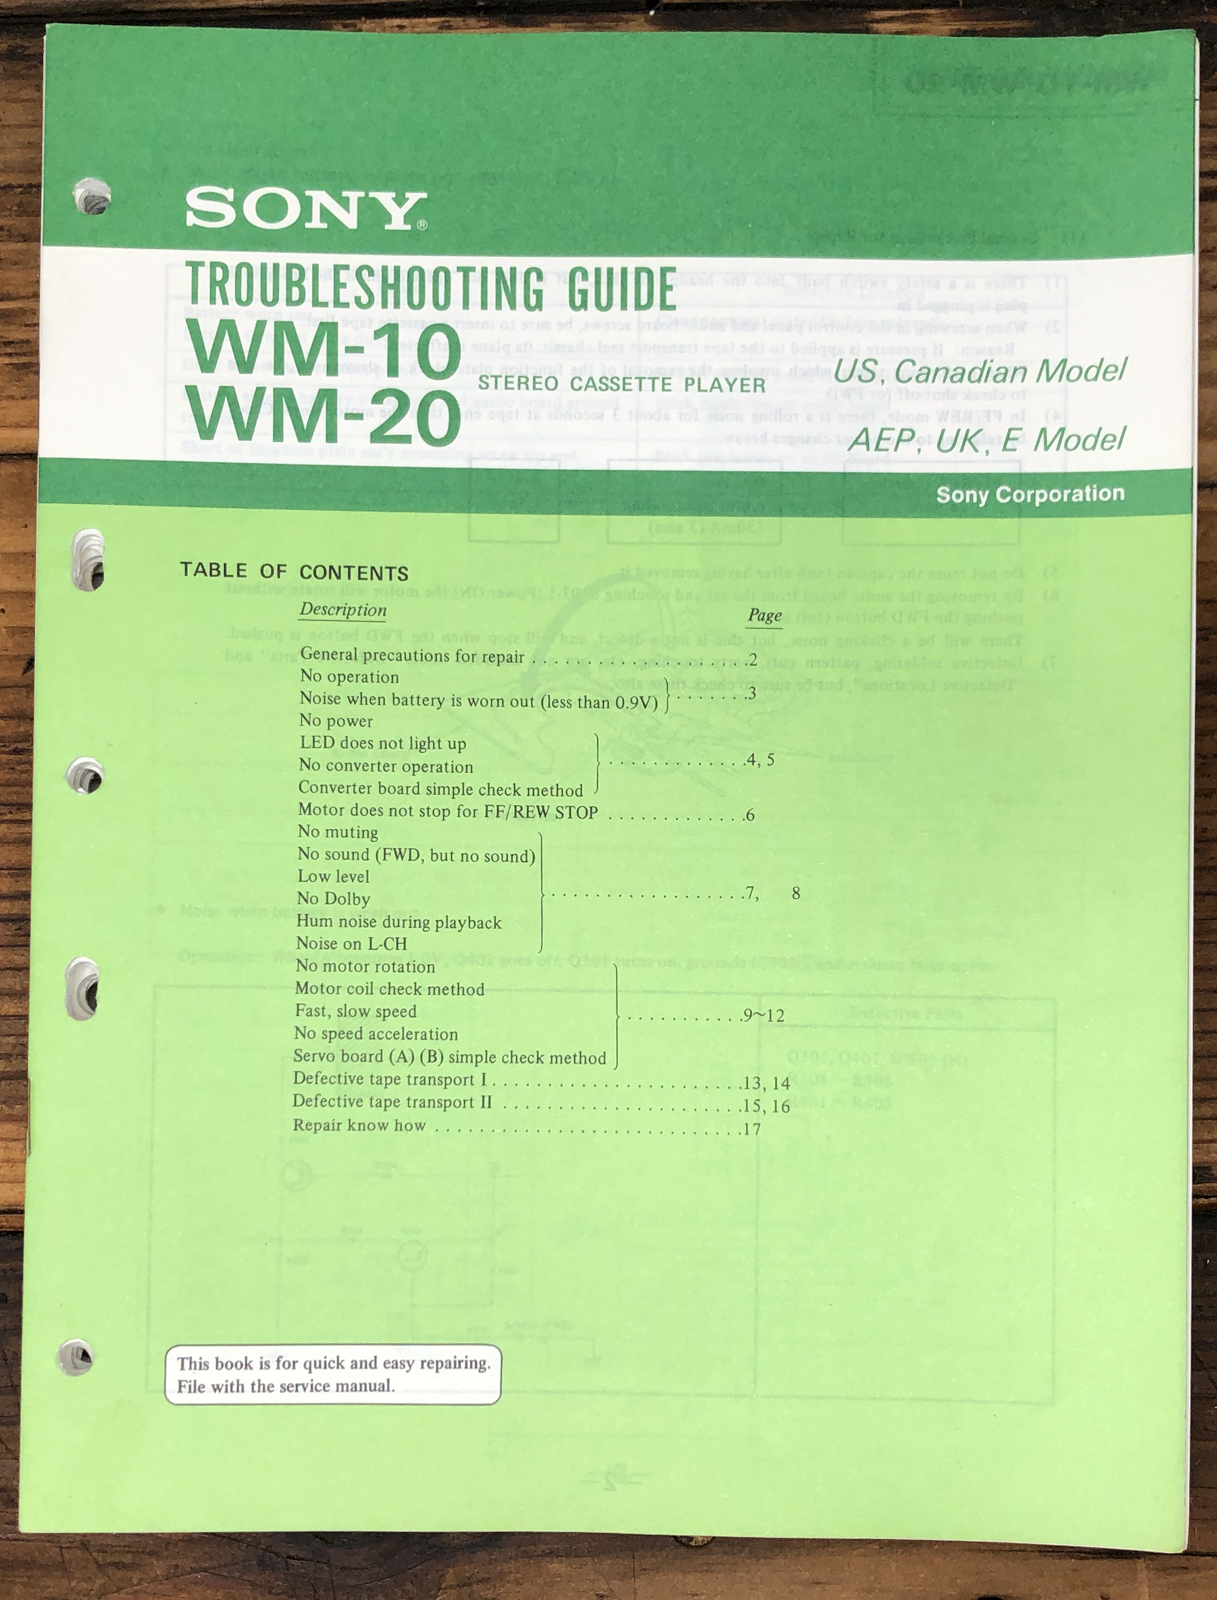 SONY®
TROUBLESHOOTING GUIDE
WM-10
WM-20
STEREO CASSETTE PLAYER
US, Canadian Model
AEP, UK, E Model
Sony Corporation
TABLE OF CONTENTS
Description Page
General precautions for repair . . . . . . . . . . . . . . . . . . . .2
No operation
Noise when battery is worn out (less than 0.9V) } . . . . . . .3
No power
LED does not light up
No converter operation } . . . . . . . . . . . . .4, 5
Converter board simple check method
Motor does not stop for FF/REW STOP . . . . . . . . . . . . .6
No muting
No sound (FWD, but no sound)
Low level
No Dolby } . . . . . . . . . . . . . . . . . .7, 8
Hum noise during playback
Noise on L-CH
No motor rotation
Motor coil check method
Fast, slow speed } . . . . . . . . . . .9~12
No speed acceleration
Servo board (A) (B) simple check method
Defective tape transport I . . . . . . . . . . . . . . . . . . . . . . .13, 14
Defective tape transport II . . . . . . . . . . . . . . . . . . . . . .15, 16
Repair know how . . . . . . . . . . . . . . . . . . . . . . . . . . . .17
This book is for quick and easy repairing.
File with the service manual.